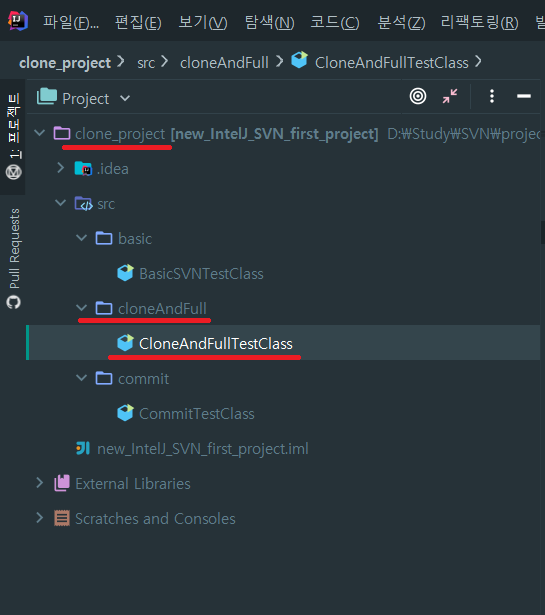 파일(F)... 편집(E) 보기(V) 탐색(N) 코드(C) 분석(Z) 리팩토링(R)
clone_project src cloneAndFull CloneAndFullTestClass
Project
1: 프로젝트
Pull Requests
clone_project [new_IntelJ_SVN_first_project] D:₩Study₩SVN₩projec
.idea
src
basic
BasicSVNTestClass
cloneAndFull
CloneAndFullTestClass
commit
CommitTestClass
new_IntelJ_SVN_first_project.iml
External Libraries
Scratches and Consoles